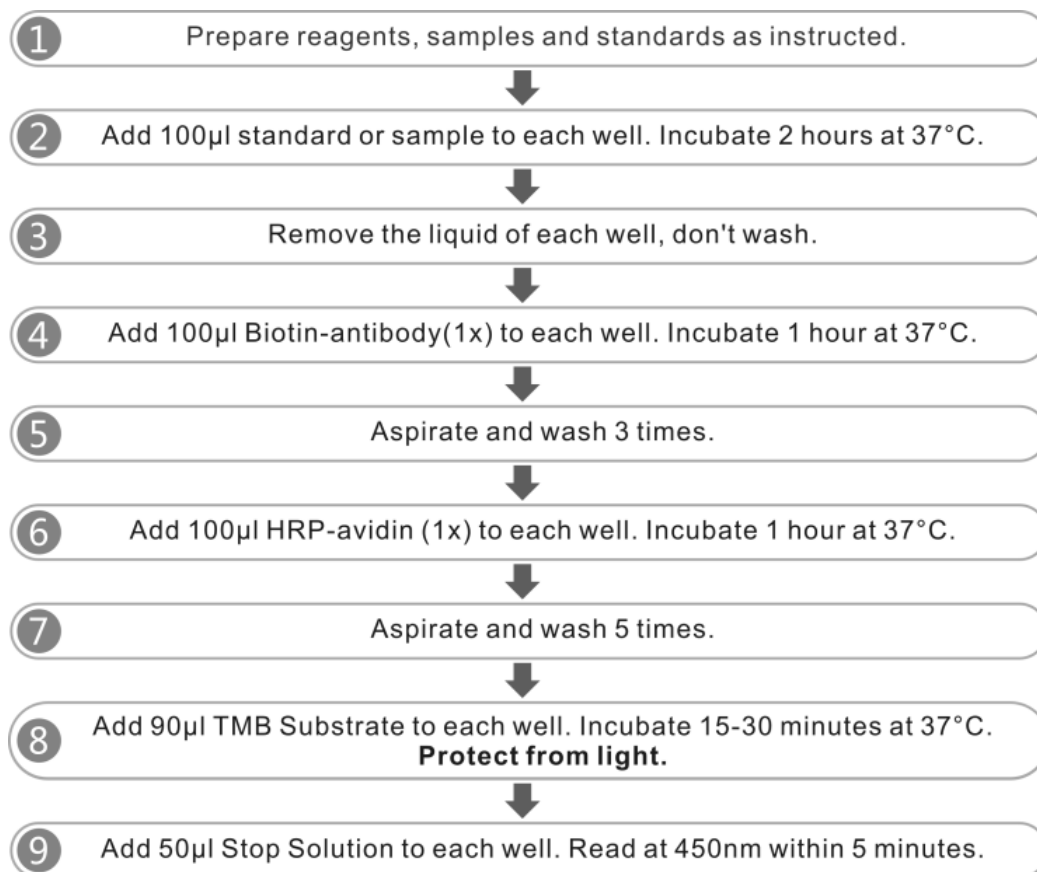 1 Prepare reagents, samples and standards as instructed.
2 Add 100µl standard or sample to each well. Incubate 2 hours at 37°C.
3 Remove the liquid of each well, don't wash.
4 Add 100µl Biotin-antibody(1x) to each well. Incubate 1 hour at 37°C.
5 Aspirate and wash 3 times.
6 Add 100µl HRP-avidin (1x) to each well. Incubate 1 hour at 37°C.
7 Aspirate and wash 5 times.
8 Add 90µl TMB Substrate to each well. Incubate 15-30 minutes at 37°C.
Protect from light.
9 Add 50µl Stop Solution to each well. Read at 450nm within 5 minutes.